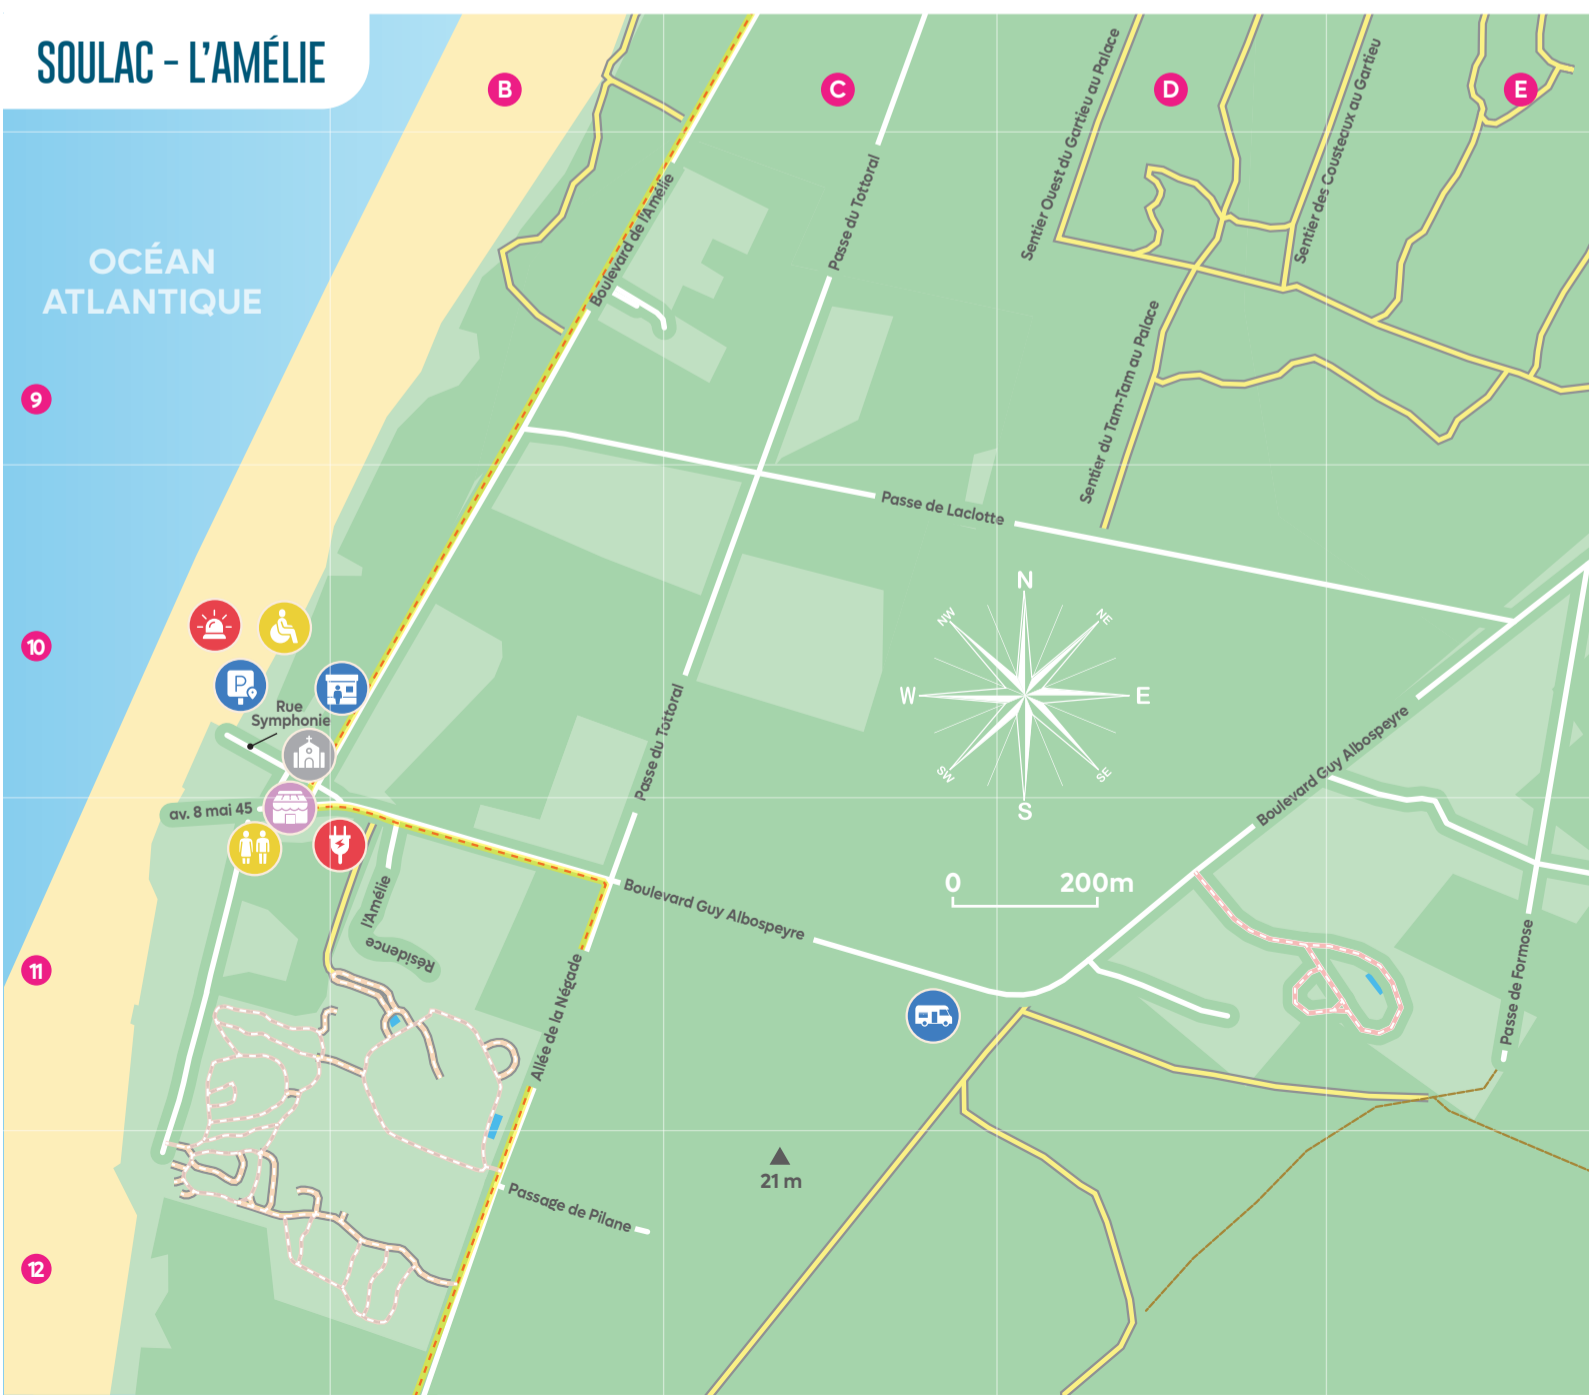 SOULAC - L'AMÉLIE
B
C
D
E
Sentier Ouest du Gartieu au Palace
Sentier des Cousteaux au Gartieu
Passe du Tottoral
Boulevard de l'Amélie
OCÉAN
ATLANTIQUE
Sentier du Tam-Tam au Palace
9
Passe de Laclotte
N
NW
NE
W
E
SW
SE
S
10
P
Rue
Symphonie
Passe du Tottoral
Boulevard Guy Albospeyre
av. 8 mai 45
0
200m
l'Amélie
Résidence
Boulevard Guy Albospeyre
11
Allée de la Négade
Passe de Formose
21 m
Passage de Pilane
12